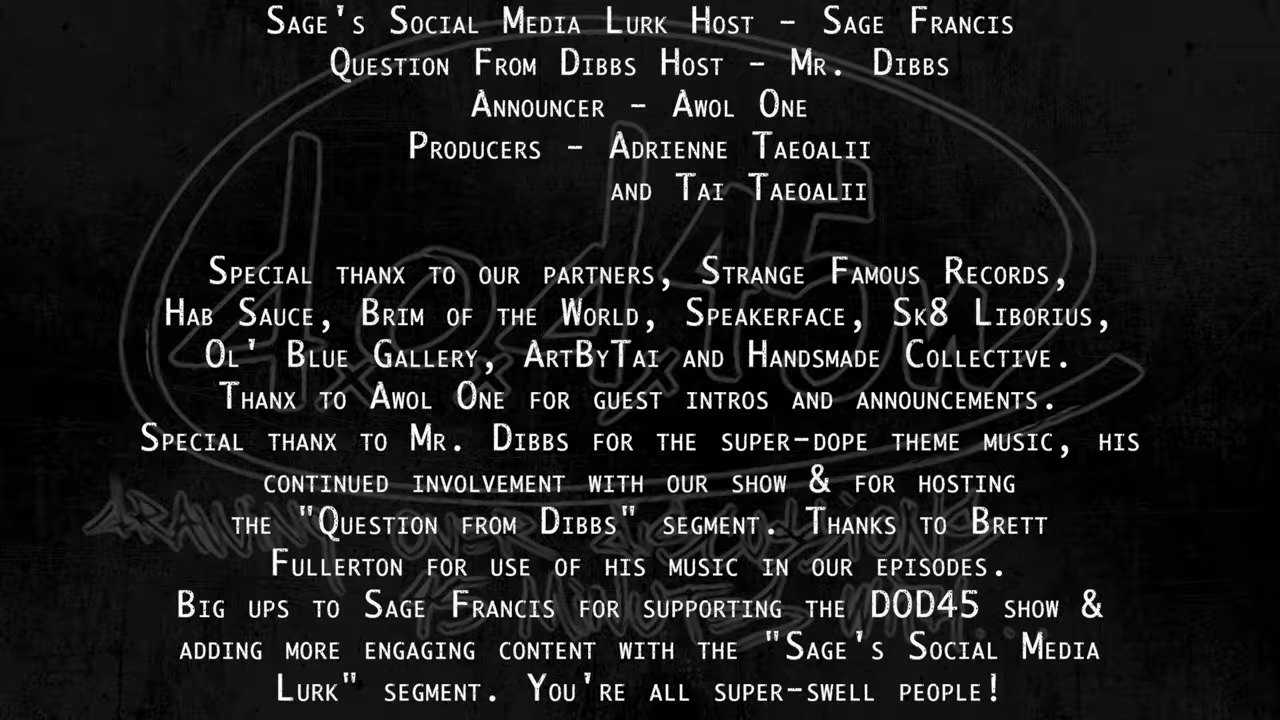 Sage's Social Media Lurk Host - Sage Francis
Question From Dibbs Host - Mr. Dibbs
Announcer - Awol One
Producers - Adrienne Taeoalii
and Tai Taeoalii
Special thanx to our partners, Strange Famous Records,
Hab Sauce, Brim of the World, Speakerface, Sk8 Liborius,
Ol' Blue Gallery, ArtByTai and Handsmade Collective.
Thanx to Awol One for guest intros and announcements.
Special thanx to Mr. Dibbs for the super-dope theme music, his
continued involvement with our show & for hosting
the "Question from Dibbs" segment. Thanks to Brett
Fullerton for use of his music in our episodes.
Big ups to Sage Francis for supporting the DOD45 show &
adding more engaging content with the "Sage's Social Media
Lurk" segment. You're all super-swell people!